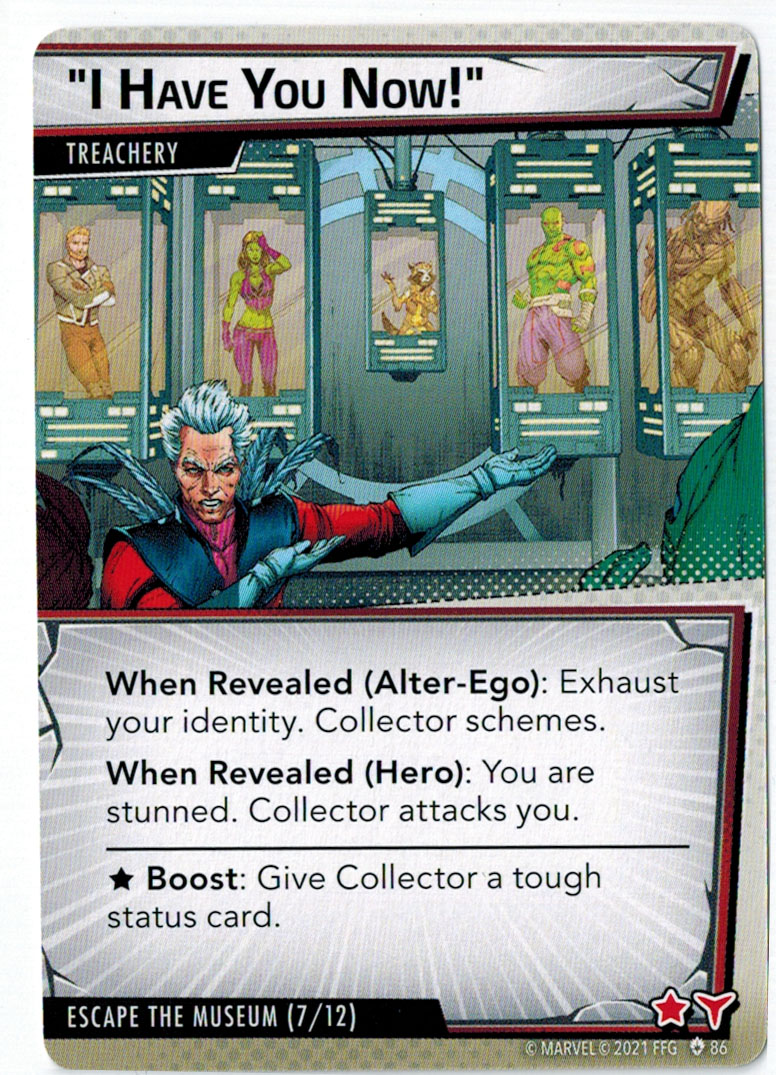 "I Have You Now!"
TREACHERY
When Revealed (Alter-Ego): Exhaust
your identity. Collector schemes.
When Revealed (Hero): You are
stunned. Collector attacks you.
★ Boost: Give Collector a tough
status card.
ESCAPE THE MUSEUM (7/12)
© MARVEL © 2021 FFG 86